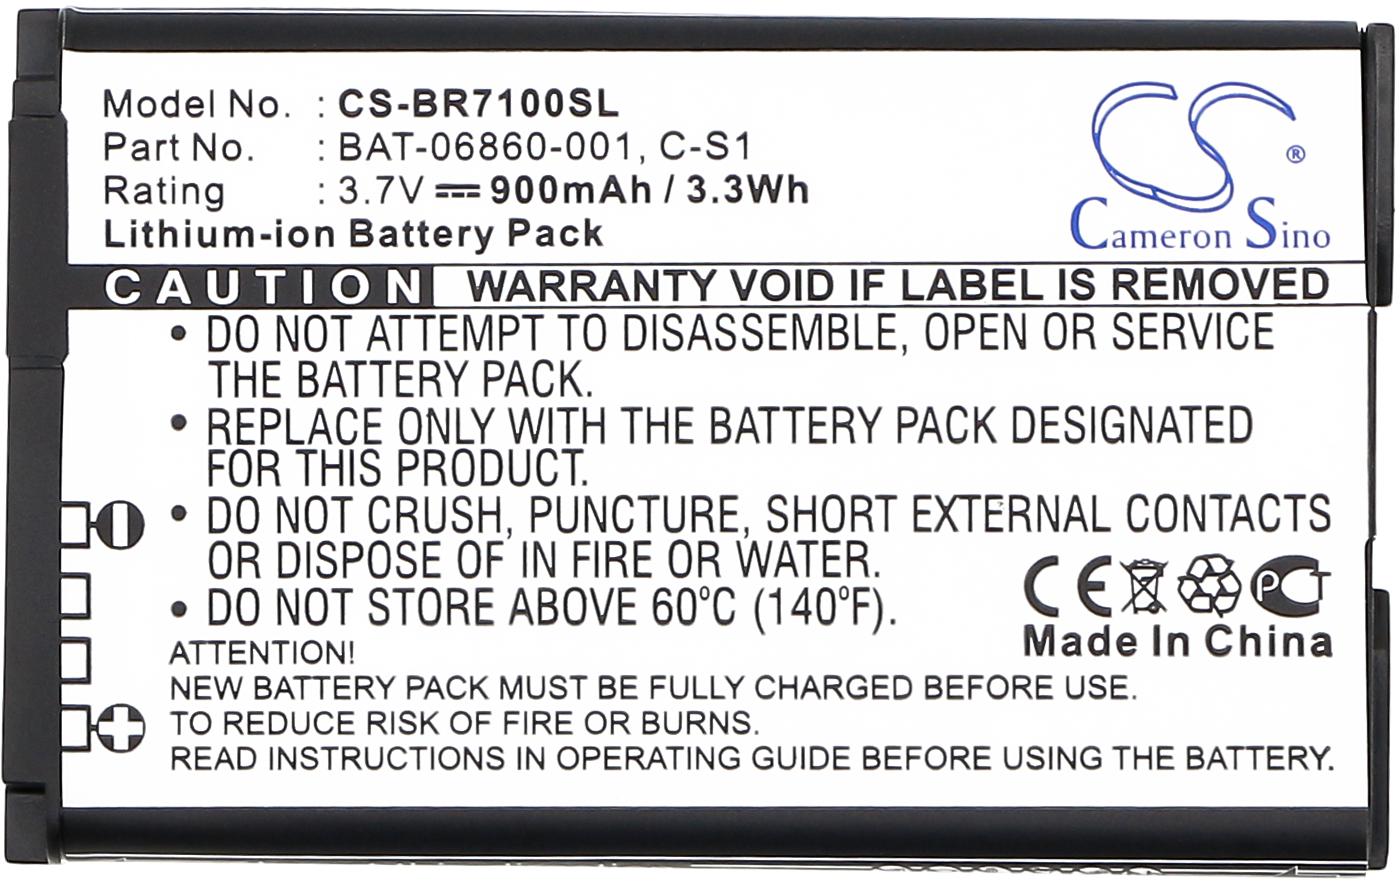 Model No. : CS-BR7100SL
Part No. : BAT-06860-001, C-S1
Rating : 3.7V ⎓ 900mAh / 3.3Wh
Lithium-ion Battery Pack
CS ®
Cameron Sino
CAUTION WARRANTY VOID IF LABEL IS REMOVED
• DO NOT ATTEMPT TO DISASSEMBLE, OPEN OR SERVICE
THE BATTERY PACK.
• REPLACE ONLY WITH THE BATTERY PACK DESIGNATED
FOR THIS PRODUCT.
• DO NOT CRUSH, PUNCTURE, SHORT EXTERNAL CONTACTS
OR DISPOSE OF IN FIRE OR WATER.
• DO NOT STORE ABOVE 60°C (140°F).
CE PCT
Made In China
ATTENTION!
NEW BATTERY PACK MUST BE FULLY CHARGED BEFORE USE.
TO REDUCE RISK OF FIRE OR BURNS.
READ INSTRUCTIONS IN OPERATING GUIDE BEFORE USING THE BATTERY.